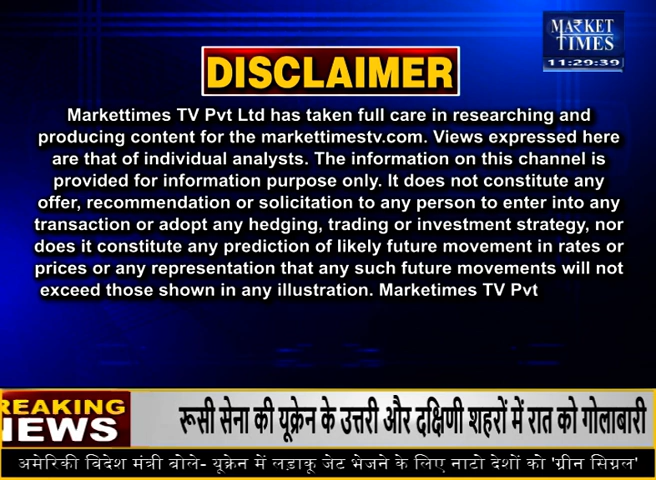 MARKET
TIMES
11:29:39
DISCLAIMER
Markettimes TV Pvt Ltd has taken full care in researching and
producing content for the markettimestv.com. Views expressed here
are that of individual analysts. The information on this channel is
provided for information purpose only. It does not constitute any
offer, recommendation or solicitation to any person to enter into any
transaction or adopt any hedging, trading or investment strategy, nor
does it constitute any prediction of likely future movement in rates or
prices or any representation that any such future movements will not
exceed those shown in any illustration. Marketimes TV Pvt
REAKING
NEWS
रूसी सेना की यूक्रेन के उत्तरी और दक्षिणी शहरों में रात को गोलाबारी
अमेरिकी विदेश मंत्री बोले- यूक्रेन में लड़ाकू जेट भेजने के लिए नाटो देशों को 'ग्रीन सिग्नल'